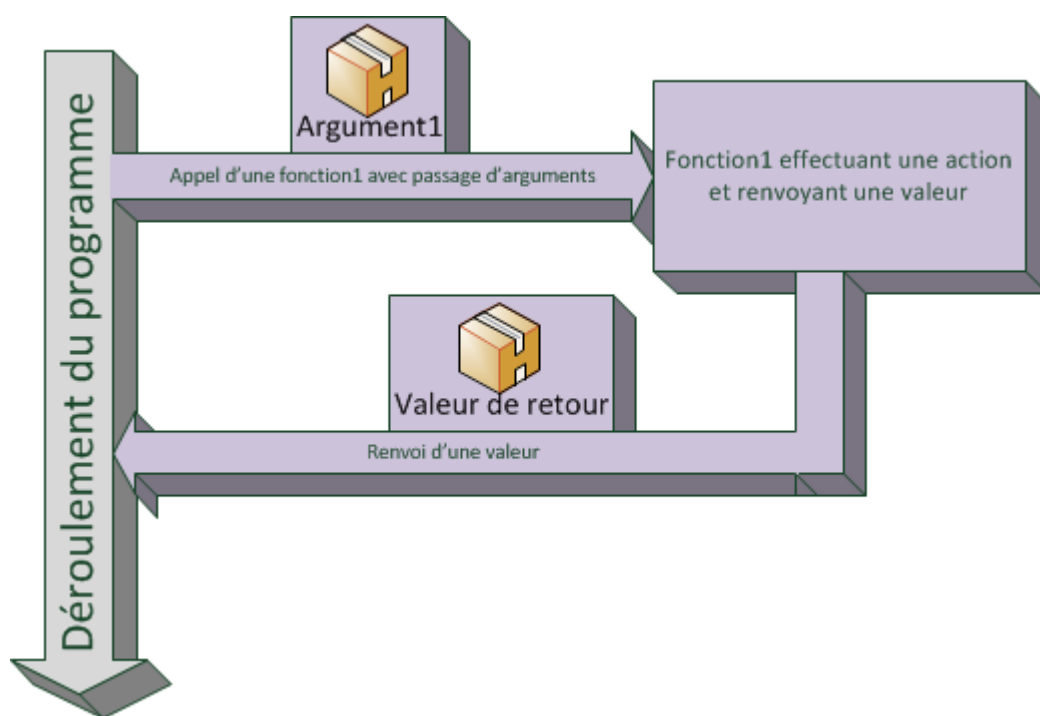 Déroulement du programme
Argument1
Appel d’une fonction1 avec passage d’arguments
Fonction1 effectuant une action
et renvoyant une valeur
Valeur de retour
Renvoi d’une valeur